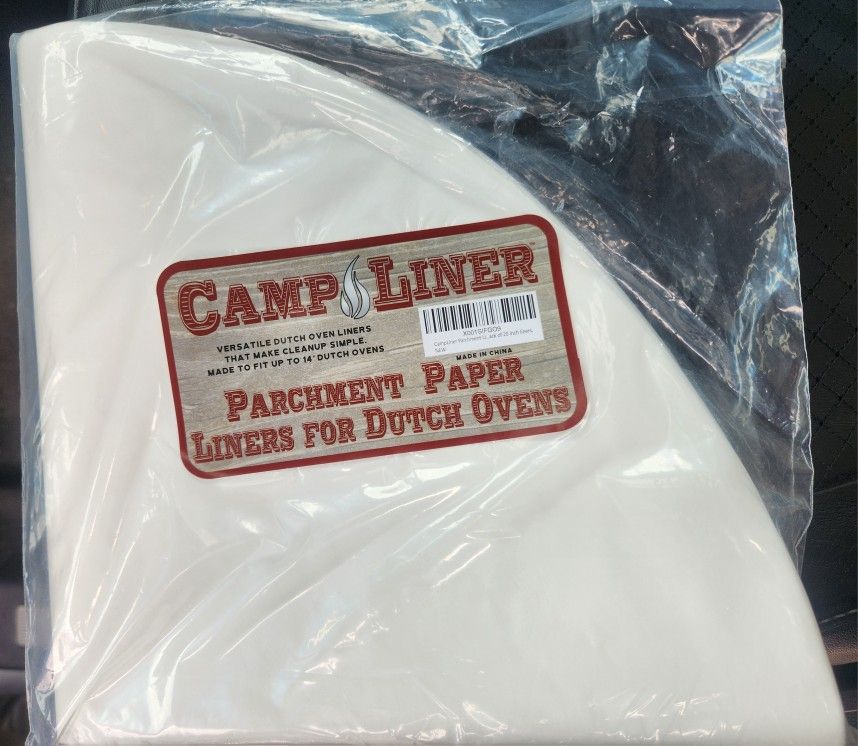 CAMP LINER
VERSATILE DUTCH OVEN LINERS
THAT MAKE CLEANUP SIMPLE.
MADE TO FIT UP TO 14" DUTCH OVENS
New
MADE IN CHINA
PARCHMENT PAPER
LINERS FOR DUTCH OVENS